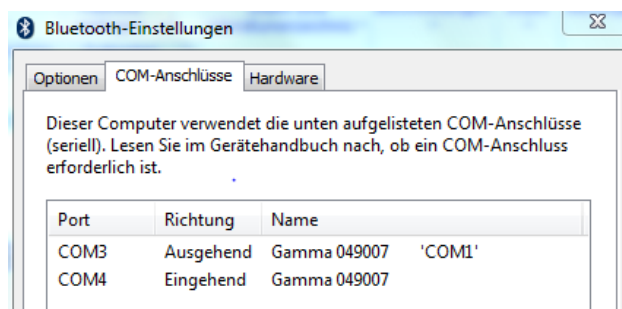 Bluetooth-Einstellungen
Optionen COM-Anschlüsse Hardware
Dieser Computer verwendet die unten aufgelisteten COM-Anschlüsse
(seriell). Lesen Sie im Gerätehandbuch nach, ob ein COM-Anschluss
erforderlich ist.
Port Richtung Name
COM3 Ausgehend Gamma 049007 'COM1'
COM4 Eingehend Gamma 049007